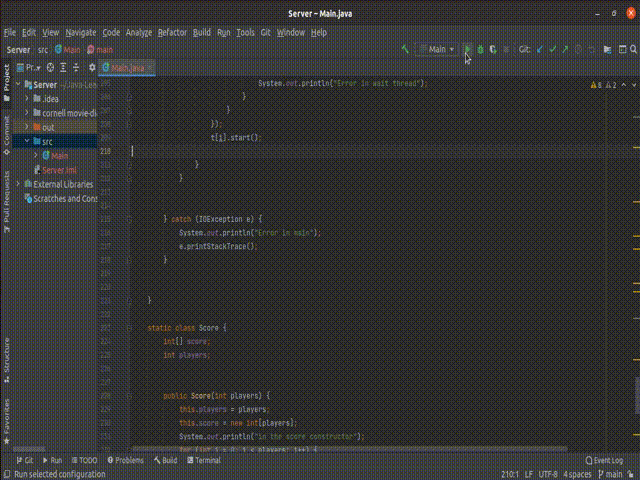 Server – Main.java
File Edit View Navigate Code Analyze Refactor Build Run Tools Git Window Help
Server src Main main Main Git:
Project Pr... Main.java
Server ~/Java-Lea
.idea
cornell movie-di
out
src
Main
Server.iml
External Libraries
Scratches and Cons
Commit
Pull Requests
Structure
Favorites
8 2
System.out.println("Error in wait thread");
}
}
});
t[i].start();
210
}
}
} catch (IOException e) {
System.out.println("Error in main");
e.printStackTrace();
}
}
static class Score {
int[] score;
int players;
public Score(int players) {
this.players = players;
this.score = new int[players];
System.out.println("in the score constructor");
for (int i = 0; i < players; i++) {
Git Run TODO Problems Build Terminal Event Log
Run selected configuration 210:1 LF UTF-8 4 spaces main